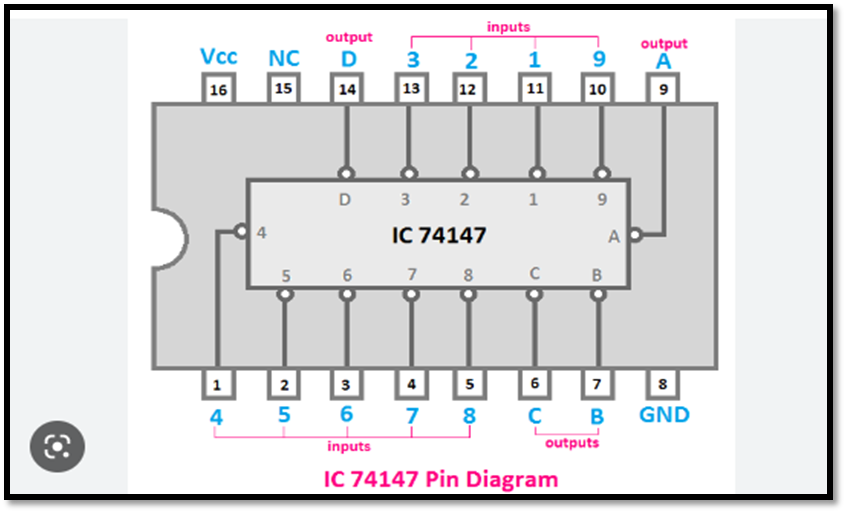 output
inputs
output
Vcc NC D 3 2 1 9 A
16 15 14 13 12 11 10 9
D 3 2 1 9
4 IC 74147 A
5 6 7 8 C B
1 2 3 4 5 6 7 8
4 5 6 7 8 C B GND
inputs
outputs
IC 74147 Pin Diagram